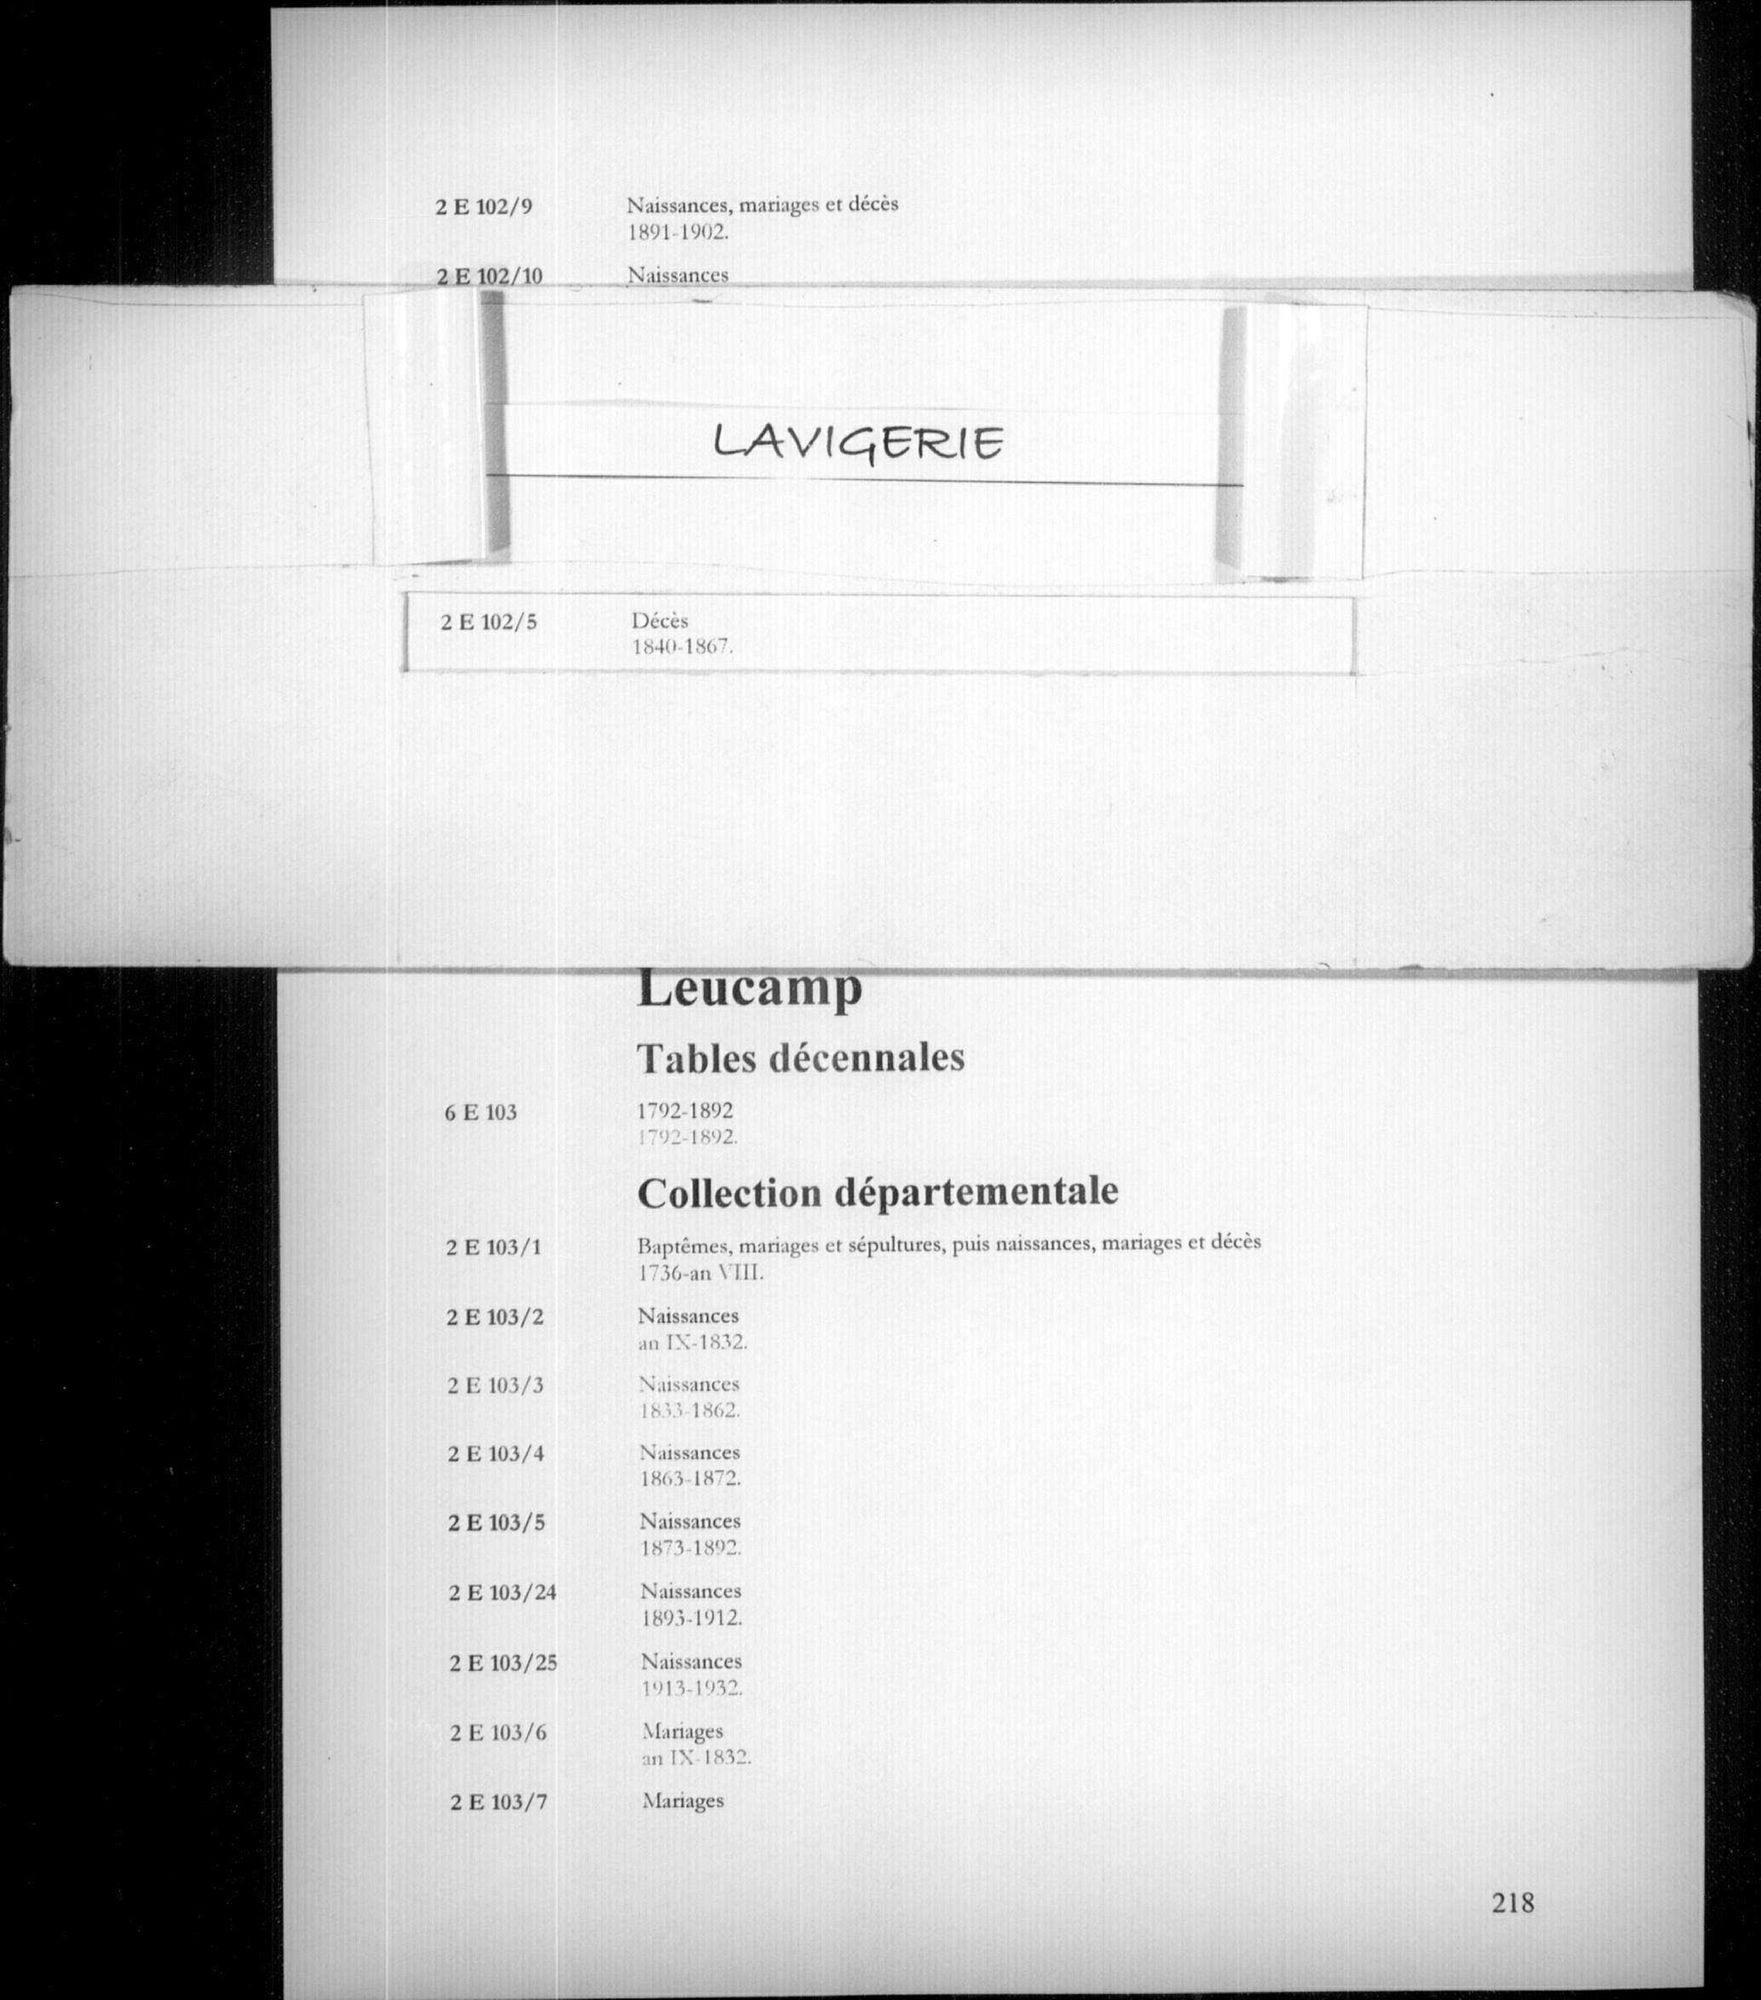 2 E 102/9 Naissances, mariages et décès
1891-1902.
2 E 102/10 Naissances
LAVIGERIE
2 E 102/5 Décès
1840-1867.
Leucamp
Tables décennales
6 E 103 1792-1892
1792-1892.
Collection départementale
2 E 103/1 Baptêmes, mariages et sépultures, puis naissances, mariages et décès
1736-an VIII.
2 E 103/2 Naissances
an IX-1832.
2 E 103/3 Naissances
1833-1862.
2 E 103/4 Naissances
1863-1872.
2 E 103/5 Naissances
1873-1892.
2 E 103/24 Naissances
1893-1912.
2 E 103/25 Naissances
1913-1932.
2 E 103/6 Mariages
an IX-1832.
2 E 103/7 Mariages
218